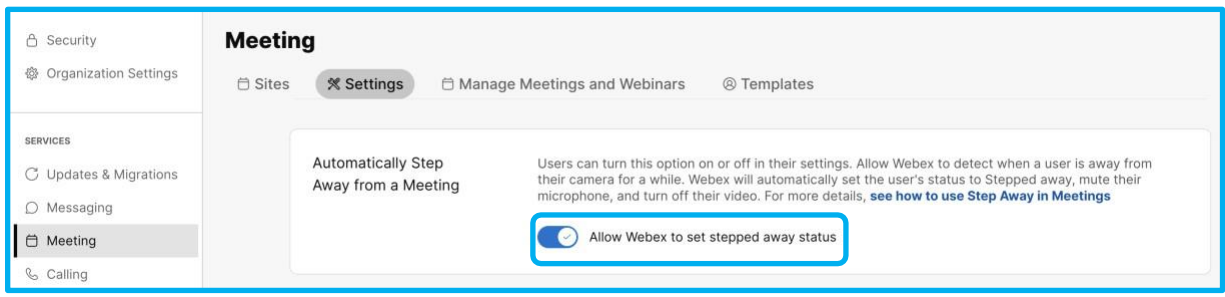 Security
Organization Settings
SERVICES
Updates & Migrations
Messaging
Meeting
Calling
Meeting
Sites
Settings
Manage Meetings and Webinars
Templates
Automatically Step
Away from a Meeting
Users can turn this option on or off in their settings. Allow Webex to detect when a user is away from
their camera for a while. Webex will automatically set the user's status to Stepped away, mute their
microphone, and turn off their video. For more details, see how to use Step Away in Meetings
Allow Webex to set stepped away status